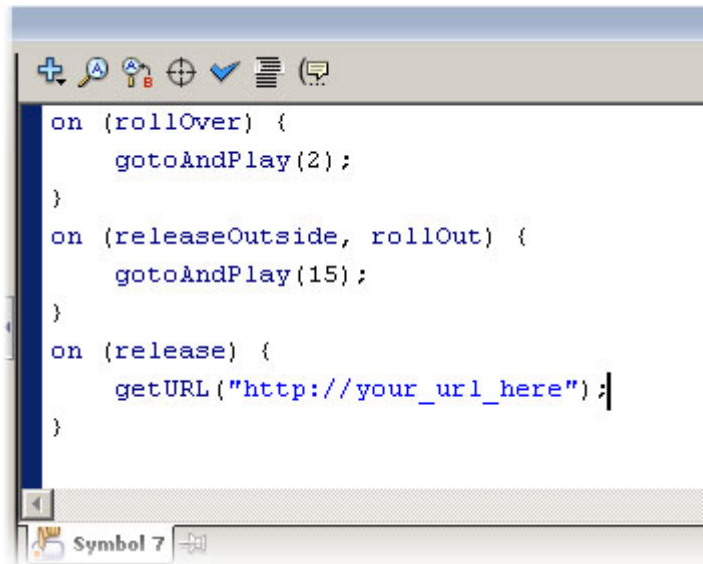 on (rollOver) {
gotoAndPlay(2);
}
on (releaseOutside, rollOut) {
gotoAndPlay(15);
}
on (release) {
getURL("http://your_url_here");
}
Symbol 7